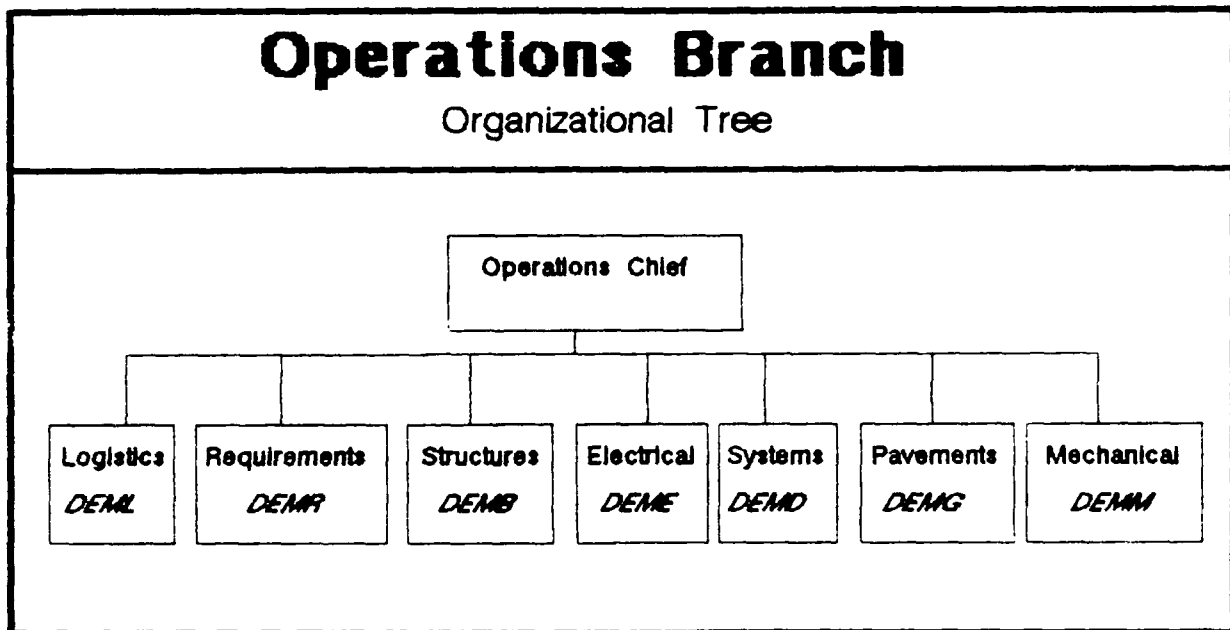 Operations Branch
Organizational Tree
Operations Chief
Logistics
DEML
Requirements
DEMR
Structures
DEMB
Electrical
DEME
Systems
DEMD
Pavements
DEMG
Mechanical
DEMM